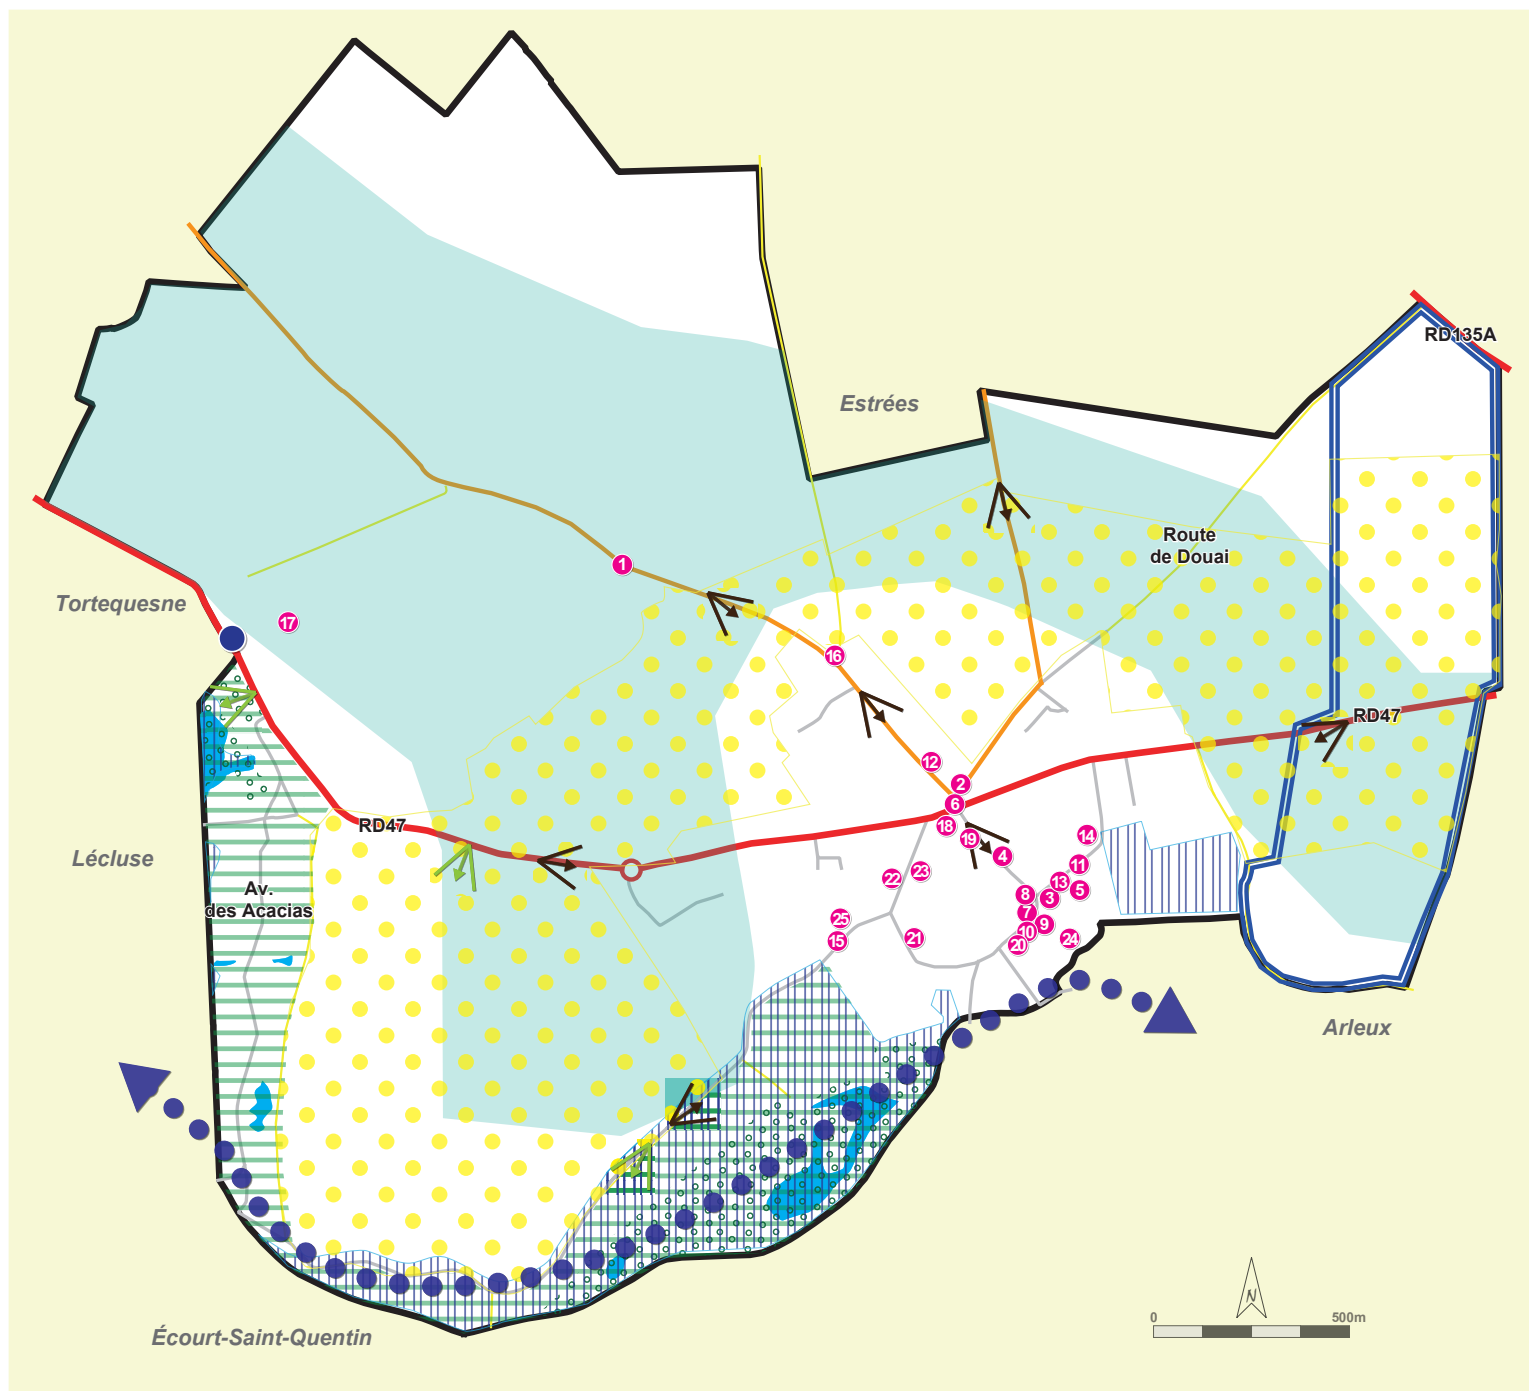 RD135A
Estrées
Route
de Douai
1
Tortequesne
17
16
RD47
12
2
6
RD47
18
19
14
4
Lécluse
11
23
22
13
Av.
5
8
3
des Acacias
7
25
9
10
24
21
15
20
Arleux
N
0
500m
Écourt-Saint-Quentin